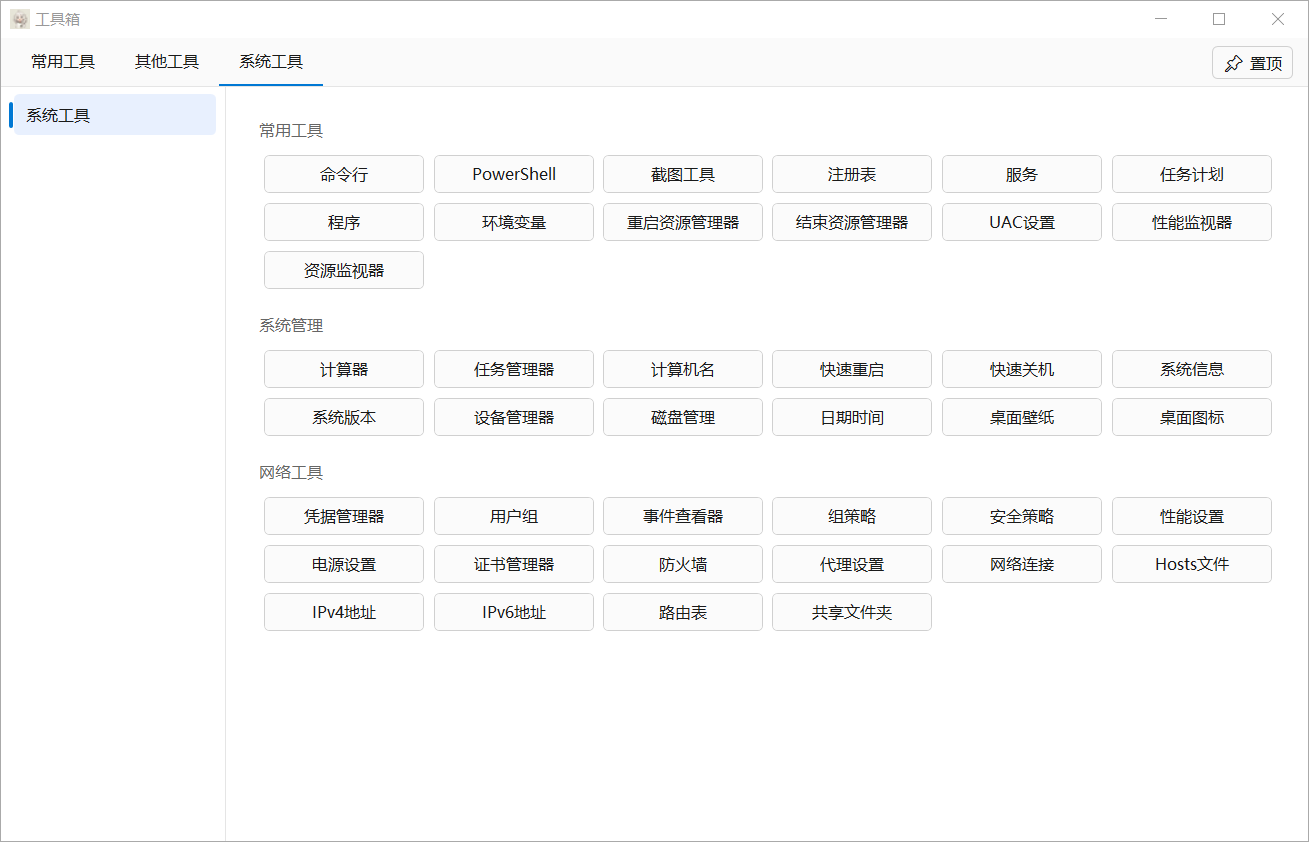 工具箱
常用工具 其他工具 系统工具 置顶
系统工具
常用工具
命令行 PowerShell 截图工具 注册表 服务 任务计划
程序 环境变量 重启资源管理器 结束资源管理器 UAC设置 性能监视器
资源监视器
系统管理
计算器 任务管理器 计算机名 快速重启 快速关机 系统信息
系统版本 设备管理器 磁盘管理 日期时间 桌面壁纸 桌面图标
网络工具
凭据管理器 用户组 事件查看器 组策略 安全策略 性能设置
电源设置 证书管理器 防火墙 代理设置 网络连接 Hosts文件
IPv4地址 IPv6地址 路由表 共享文件夹